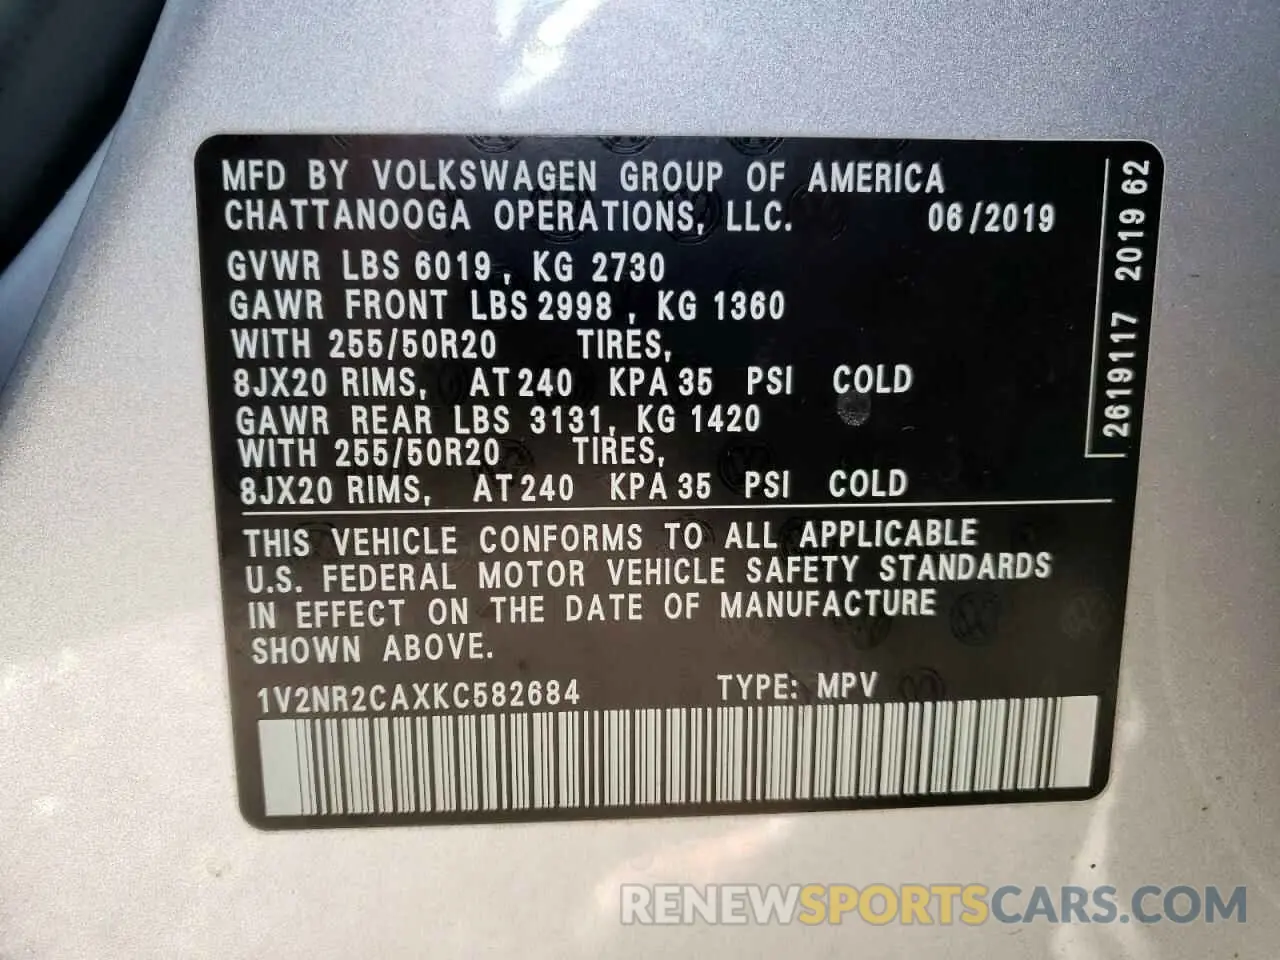 MFD BY VOLKSWAGEN GROUP OF AMERICA
CHATTANOOGA OPERATIONS, LLC. 06/2019
GVWR LBS 6019, KG 2730
GAWR FRONT LBS 2998, KG 1360
WITH 255/50R20 TIRES,
8JX20 RIMS, AT 240 KPA 35 PSI COLD
GAWR REAR LBS 3131, KG 1420
WITH 255/50R20 TIRES,
8JX20 RIMS, AT 240 KPA 35 PSI COLD
2619117 2019 62
THIS VEHICLE CONFORMS TO ALL APPLICABLE
U.S. FEDERAL MOTOR VEHICLE SAFETY STANDARDS
IN EFFECT ON THE DATE OF MANUFACTURE
SHOWN ABOVE.
1V2NR2CAXKC582684 TYPE: MPV
RENEWSPORTSCARS.COM